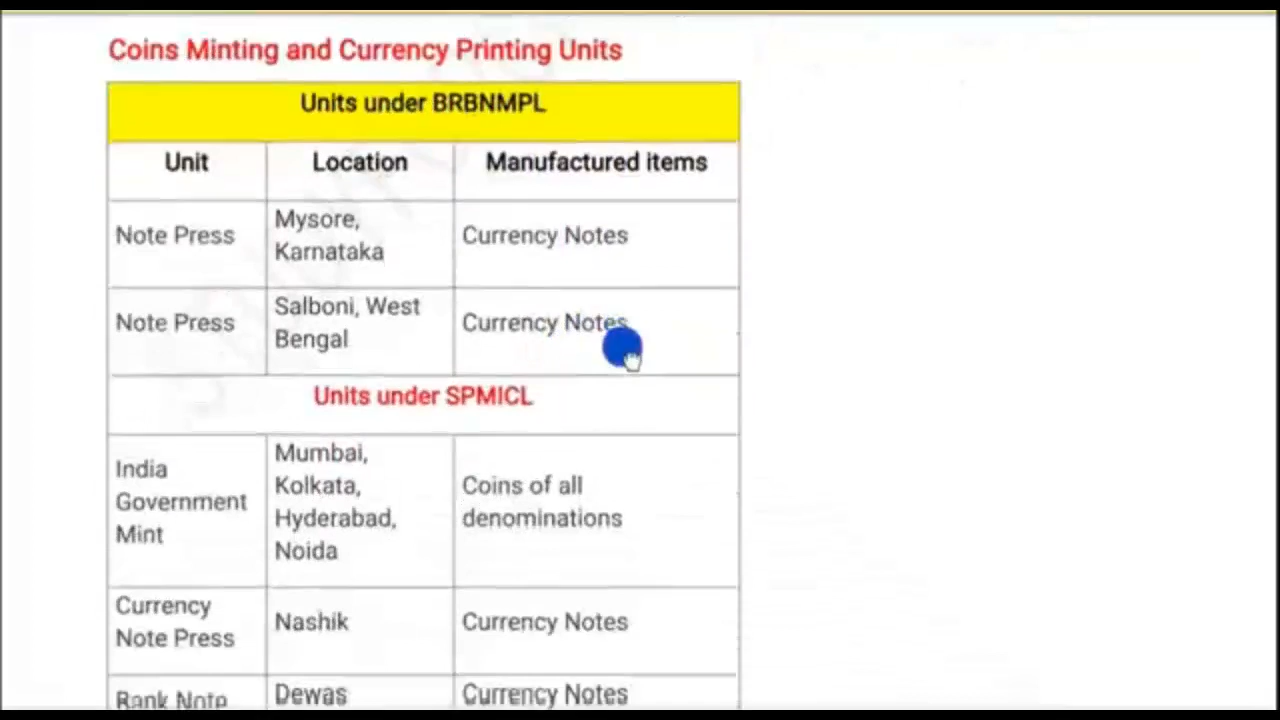 Coins Minting and Currency Printing Units
Units under BRBNMPL
Unit Location Manufactured items
Note Press
Mysore,
Karnataka
Currency Notes
Note Press
Salboni, West
Bengal
Currency Notes
Units under SPMICL
India
Government
Mint
Mumbai,
Kolkata,
Hyderabad,
Noida
Coins of all
denominations
Currency
Note Press
Nashik
Currency Notes
Bank Note
Dewas
Currency Notes